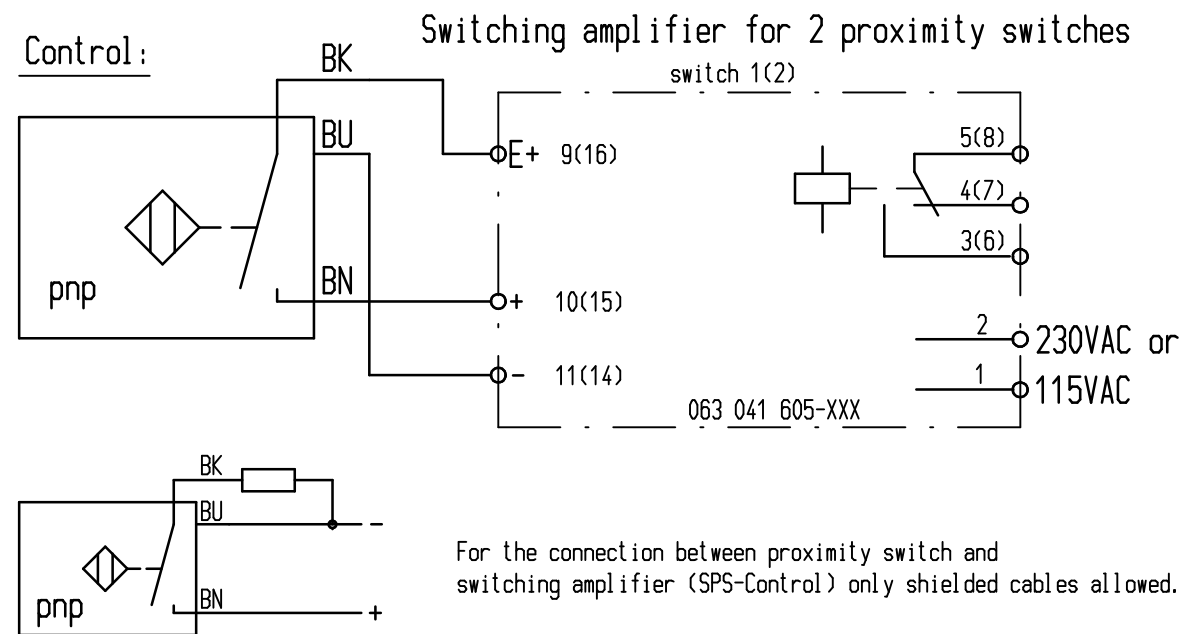 Switching amplifier for 2 proximity switches
Control:
switch 1(2)
BK
BU
E+ 9(16)
5(8)
4(7)
3(6)
pnp
BN
+ 10(15)
2
230VAC or
- 11(14)
1
115VAC
063 041 605-XXX
BK
BU
-
For the connection between proximity switch and
switching amplifier (SPS-Control) only shielded cables allowed.
pnp
BN
+